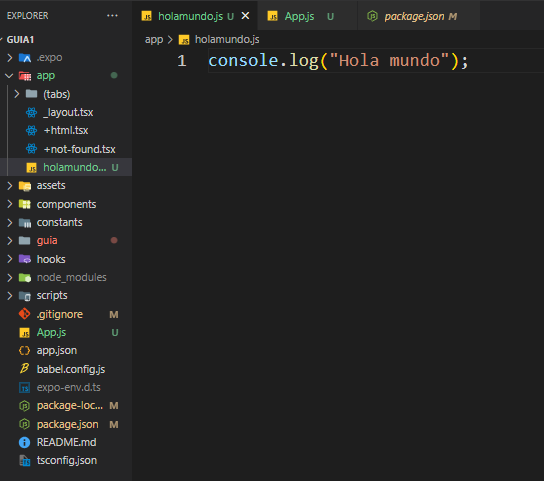 EXPLORER ...
GUIA1
.expo
app
(tabs)
_layout.tsx
+html.tsx
+not-found.tsx
holamundo... U
assets
components
constants
guia
hooks
node_modules
scripts
.gitignore M
App.js U
app.json
babel.config.js
expo-env.d.ts
package-loc... M
package.json M
README.md
tsconfig.json
holamundo.js U
App.js U
package.json M
app > holamundo.js
1 console.log("Hola mundo");